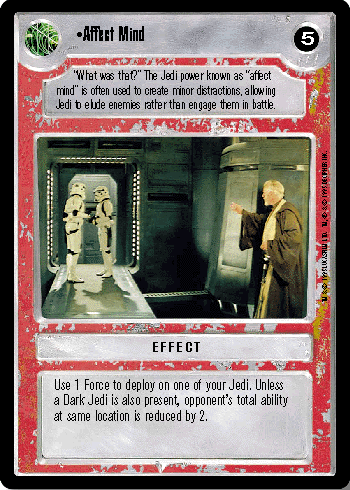 •Affect Mind
5
"What was that?" The Jedi power known as "affect
mind" is often used to create minor distractions, allowing
Jedi to elude enemies rather than engage them in battle.
EFFECT
Use 1 Force to deploy on one of your Jedi. Unless
a Dark Jedi is also present, opponent's total ability
at same location is reduced by 2.